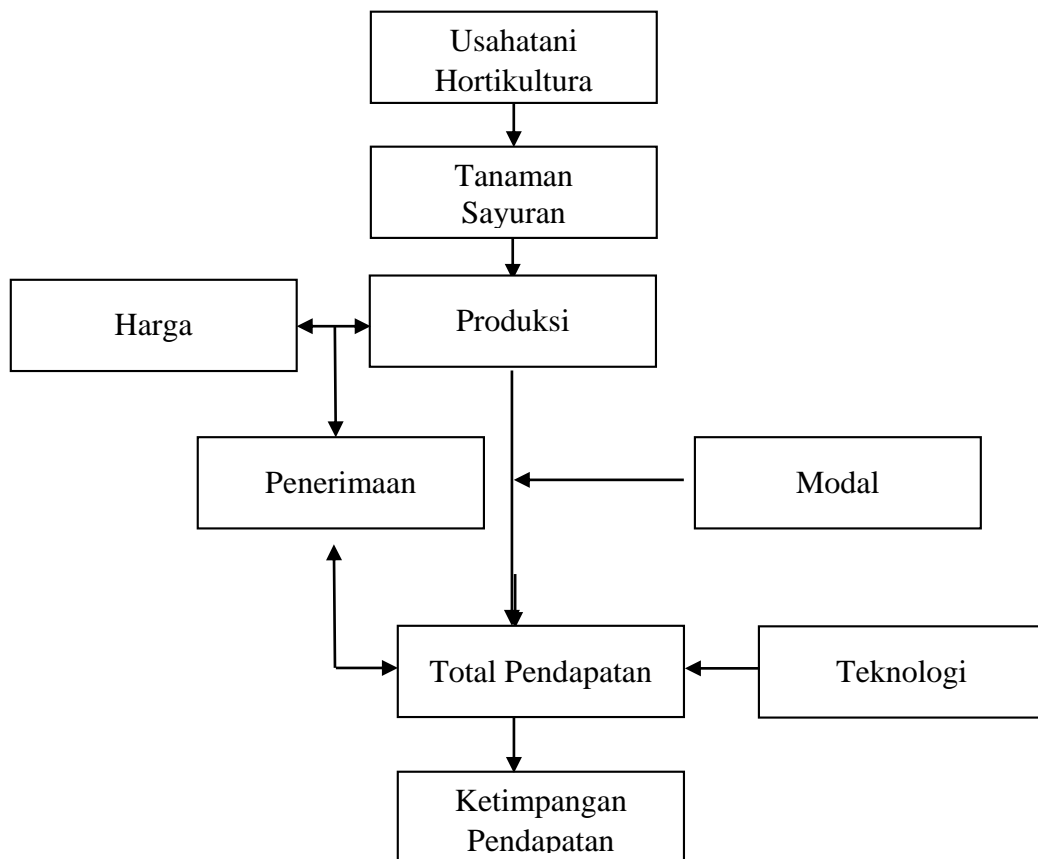 Usahatani
Hortikultura
Tanaman
Sayuran
Harga
Produksi
Penerimaan
Modal
Total Pendapatan
Teknologi
Ketimpangan
Pendapatan